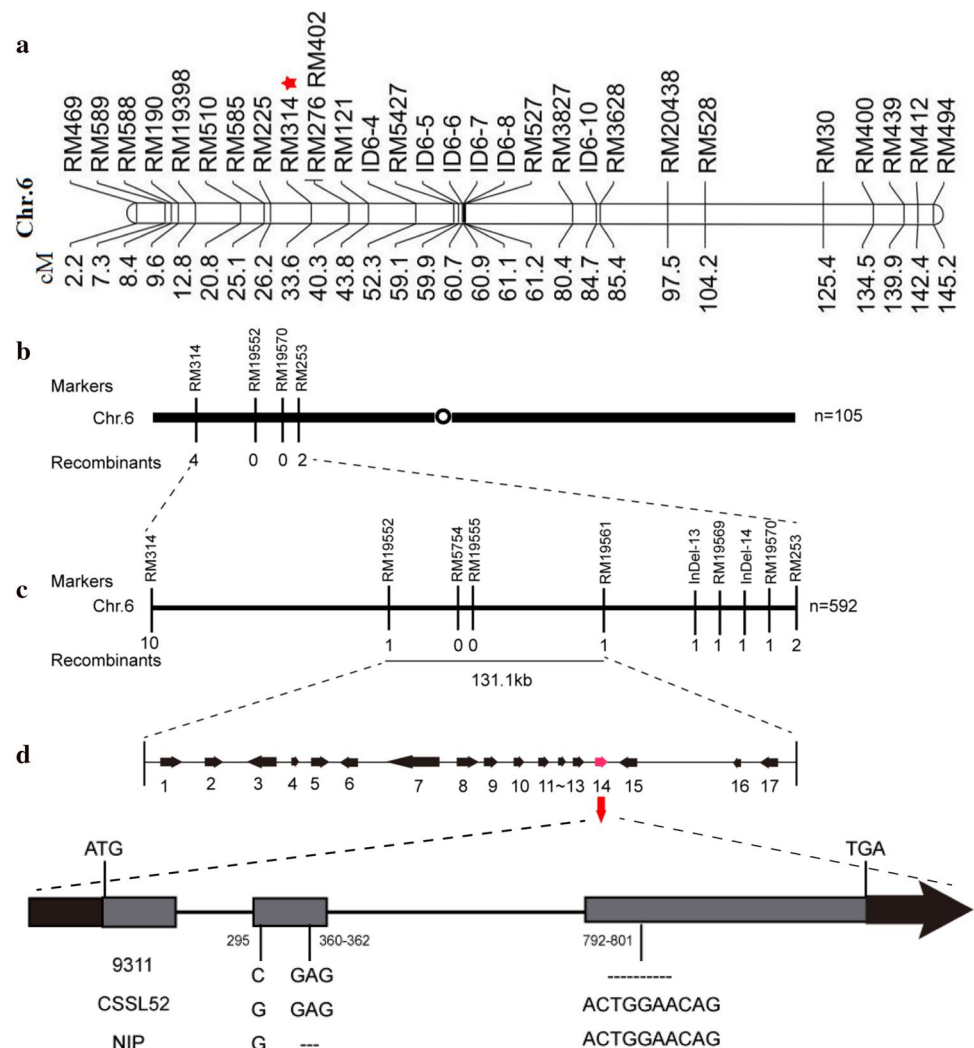 a
RM469 RM589 RM588 RM190 RM19398 RM510 RM585 RM225 RM314 RM276 RM402 RM121 ID6-4 RM5427 ID6-5 ID6-6 ID6-7 ID6-8 RM527 RM3827 ID6-10 RM3628 RM20438 RM528 RM30 RM400 RM439 RM412 RM494
Chr.6
cM 2.2 7.3 8.4 9.6 12.8 20.8 25.1 26.2 33.6 40.3 43.8 52.3 59.1 59.9 60.7 60.9 61.1 61.2 80.4 84.7 85.4 97.5 104.2 125.4 134.5 139.9 142.4 145.2
b
Markers RM314 RM19552 RM19570 RM253
Chr.6 n=105
Recombinants 4 0 0 2
c
Markers RM314 RM19552 RM5754 RM19555 RM19561 InDel-13 RM19569 InDel-14 RM19570 RM253
Chr.6 n=592
10 1 0 0 1 1 1 1 1 2
Recombinants
131.1kb
d
1 2 3 4 5 6 7 8 9 10 11~13 14 15 16 17
ATG TGA
295 360-362 792-801
9311 C GAG ----------
CSSL52 G GAG ACTGGAACAG
NIP G --- ACTGGAACAG